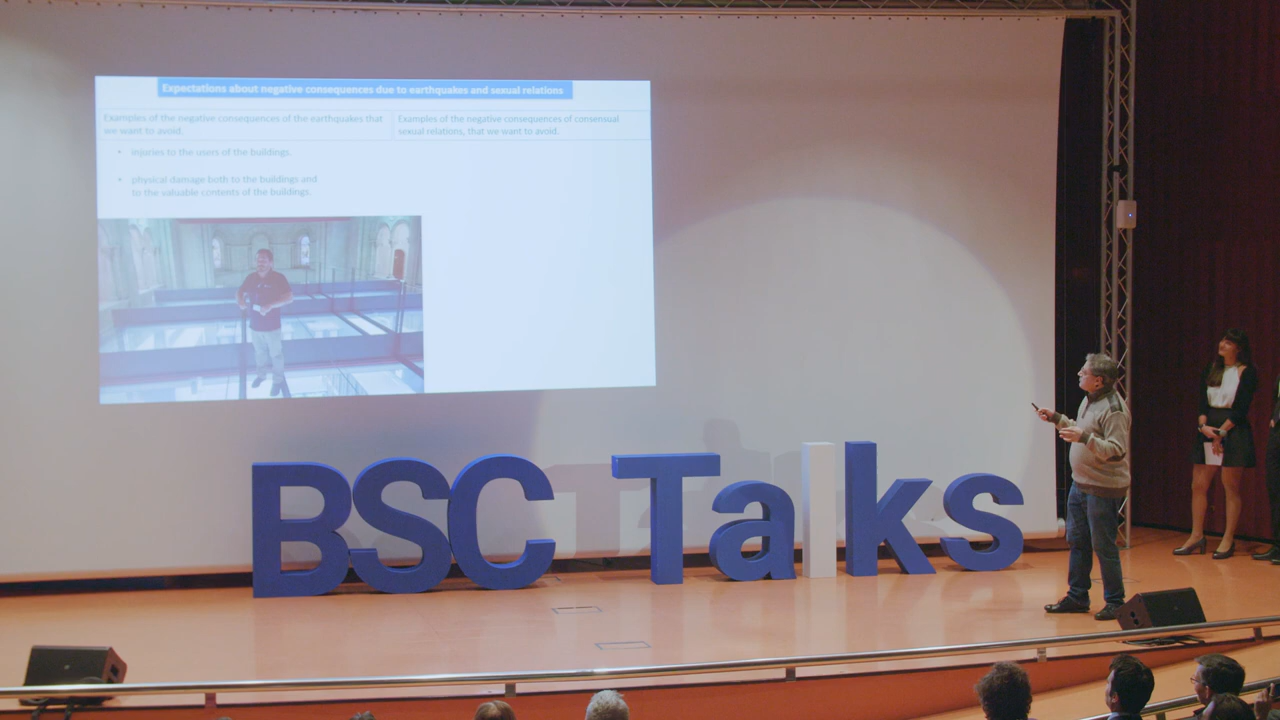 Expectations about negative consequences due to earthquakes and sexual relations
Examples of the negative consequences of the earthquakes that
we want to avoid.
Examples of the negative consequences of consensual
sexual relations, that we want to avoid.
• injuries to the users of the buildings.
• physical damage both to the buildings and
to the valuable contents of the buildings.
BSC Talks